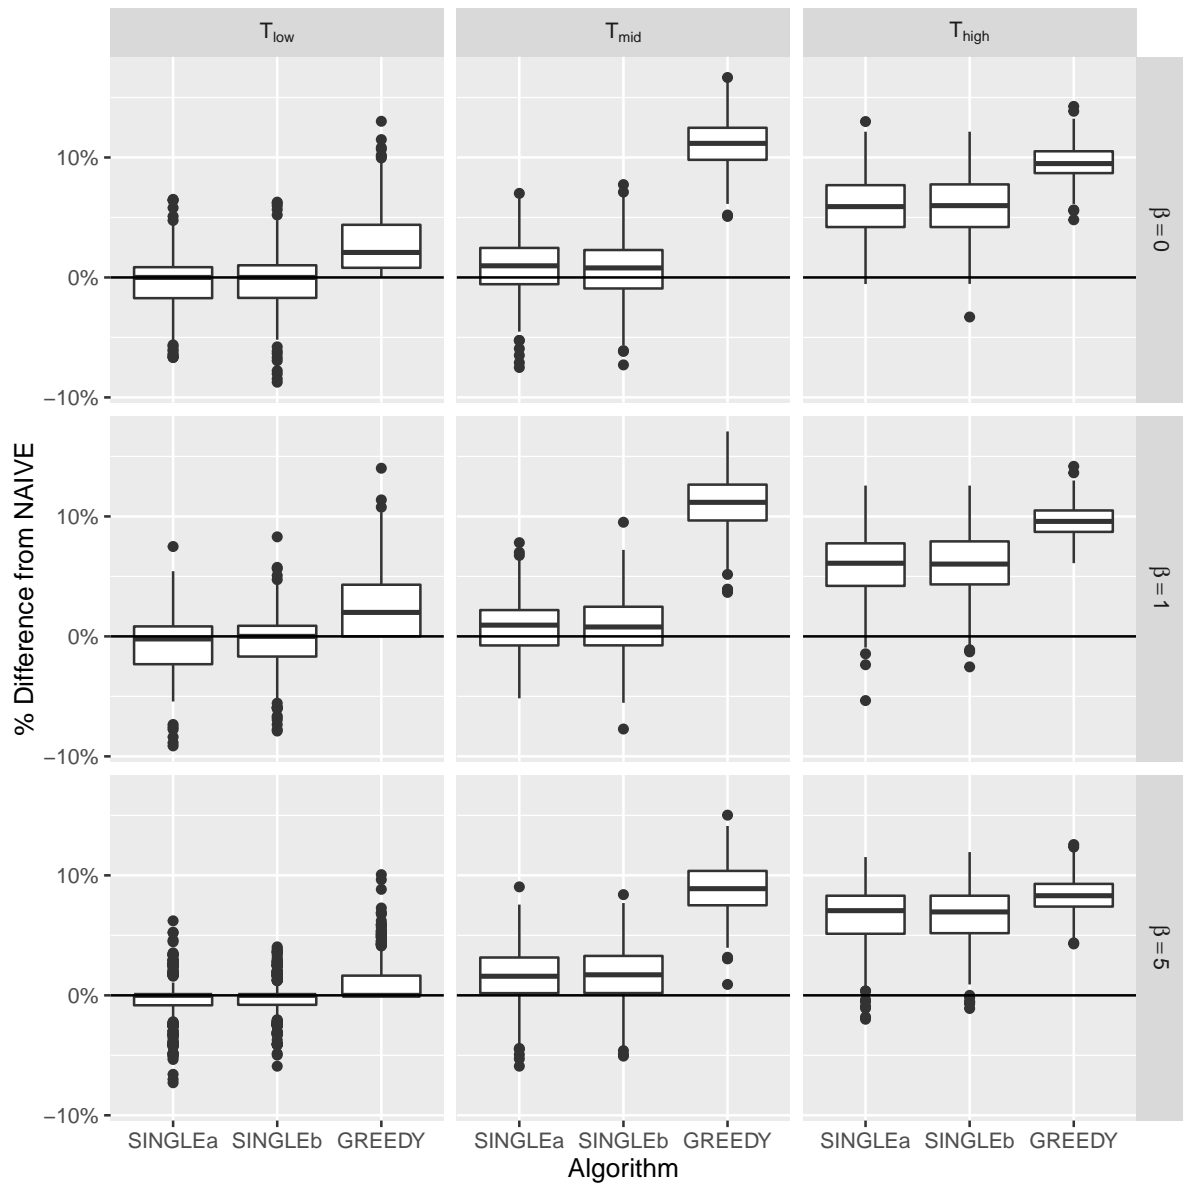 T_low T_mid T_high
10%
0%
−10%
β = 0
10%
0%
−10%
β = 1
10%
0%
−10%
β = 5
% Difference from NAIVE
SINGLEa SINGLEb GREEDY SINGLEa SINGLEb GREEDY SINGLEa SINGLEb GREEDY
Algorithm